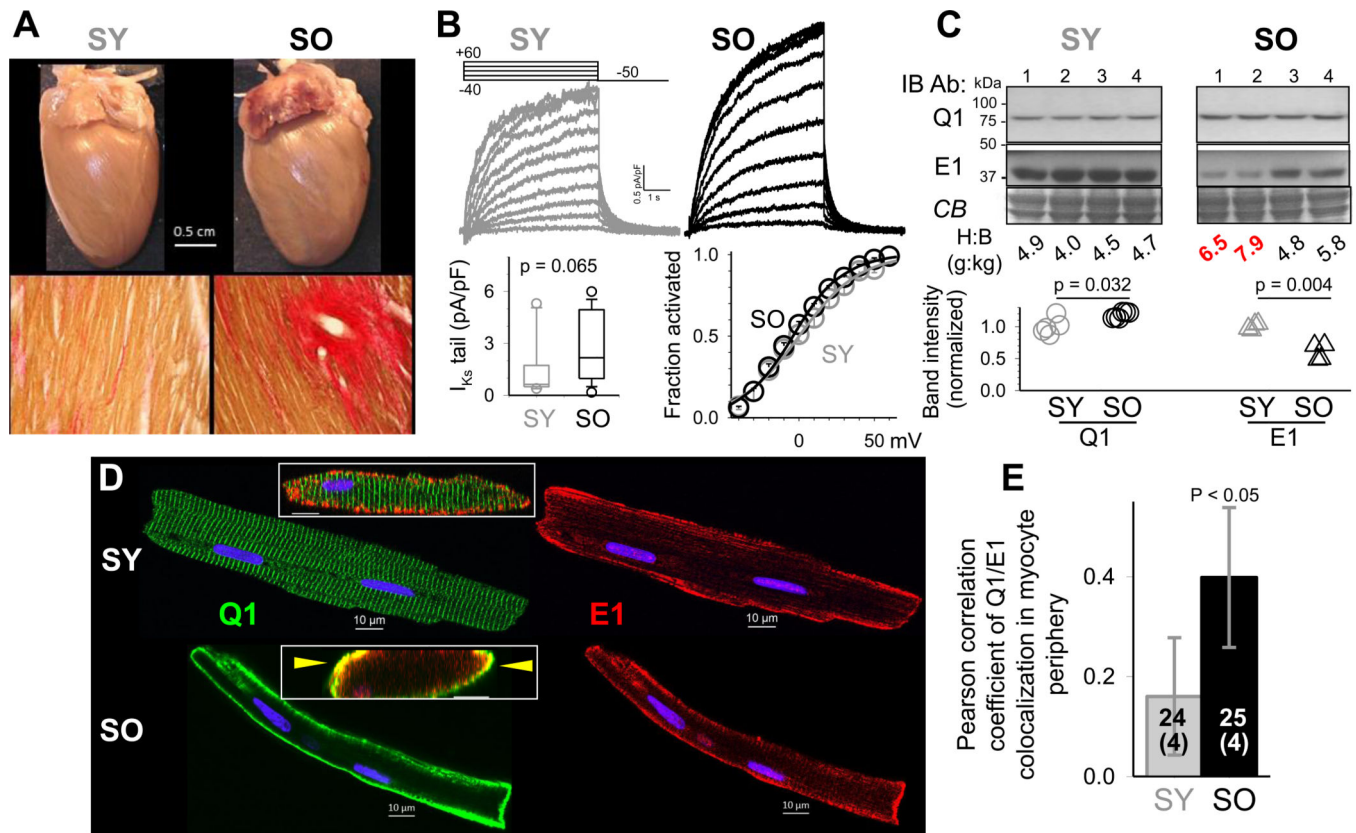 A
SY
SO
0.5 cm
B
SY
SO
+60
-40
-50
0.5 pA/pF
1 s
p = 0.065
I_Ks tail (pA/pF)
6
3
0
SY
SO
Fraction activated
1.0
0.5
0.0
SO
SY
0
50 mV
C
SY
SO
IB Ab:
kDa
1 2 3 4
1 2 3 4
Q1
100
75
50
E1
37
CB
H:B
(g:kg)
4.9 4.0 4.5 4.7
6.5 7.9 4.8 5.8
p = 0.032
p = 0.004
Band intensity
(normalized)
1.0
0.5
0.0
SY SO
SY SO
Q1
E1
D
SY
Q1
E1
10 µm
10 µm
SO
10 µm
10 µm
E
P < 0.05
Pearson correlation
coefficient of Q1/E1
colocalization in myocyte
periphery
0.4
0.2
0.0
24
(4)
25
(4)
SY
SO